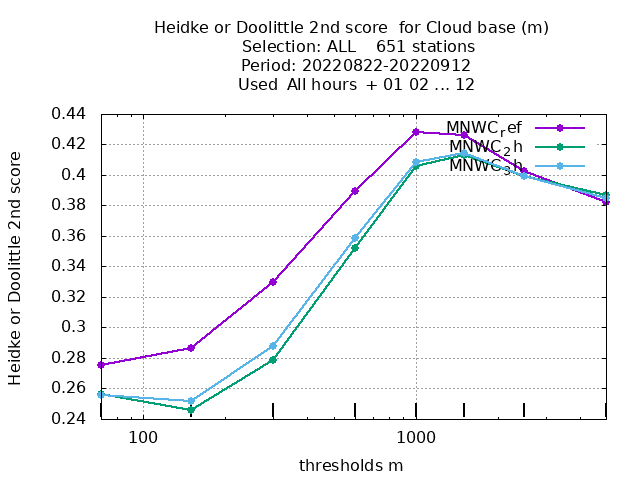 Heidke or Doolittle 2nd score  for Cloud base (m)
Selection: ALL    651 stations
Period: 20220822-20220912
Used  All hours  + 01 02 ... 12
MNWC_ref
MNWC_2h
MNWC_3h
0.44
0.42
0.4
0.38
0.36
0.34
0.32
0.3
0.28
0.26
0.24
Heidke or Doolittle 2nd score
100 1000
thresholds m